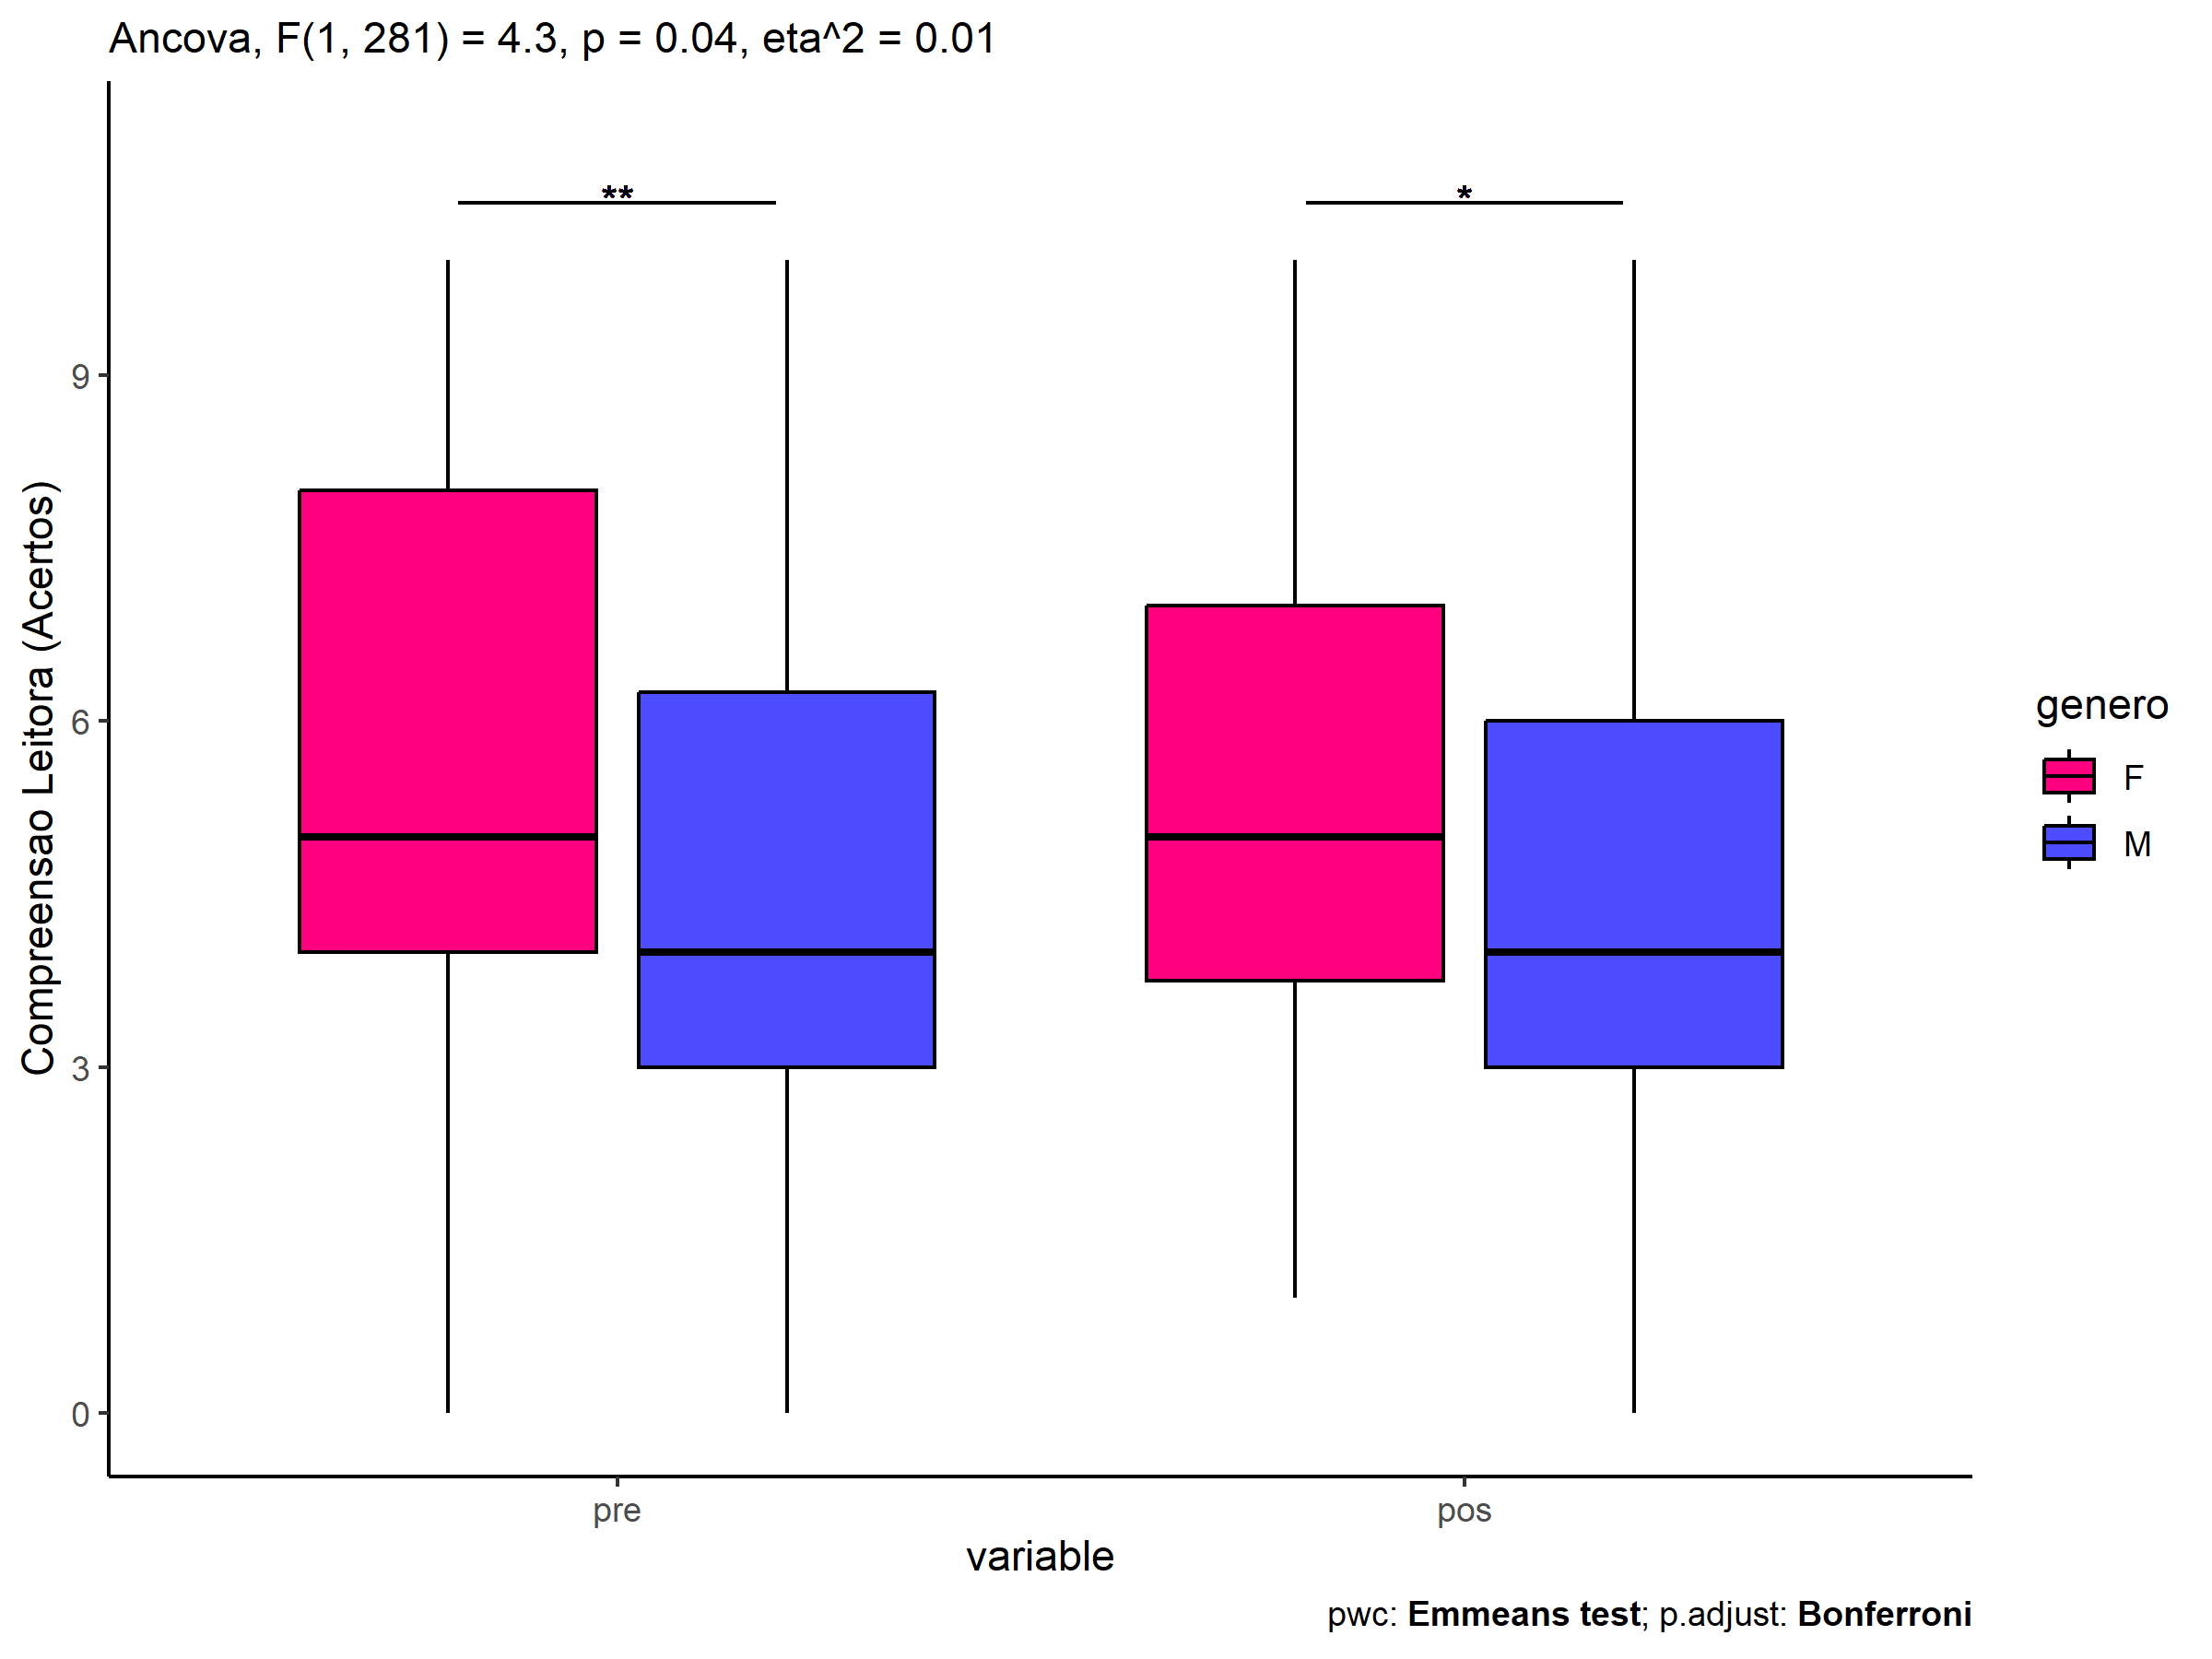 Ancova, F(1, 281) = 4.3, p = 0.04, eta^2 = 0.01
**
*
Compreensao Leitora (Acertos)
9
6
3
0
pre
pos
variable
genero
F
M
pwc: Emmeans test; p.adjust: Bonferroni